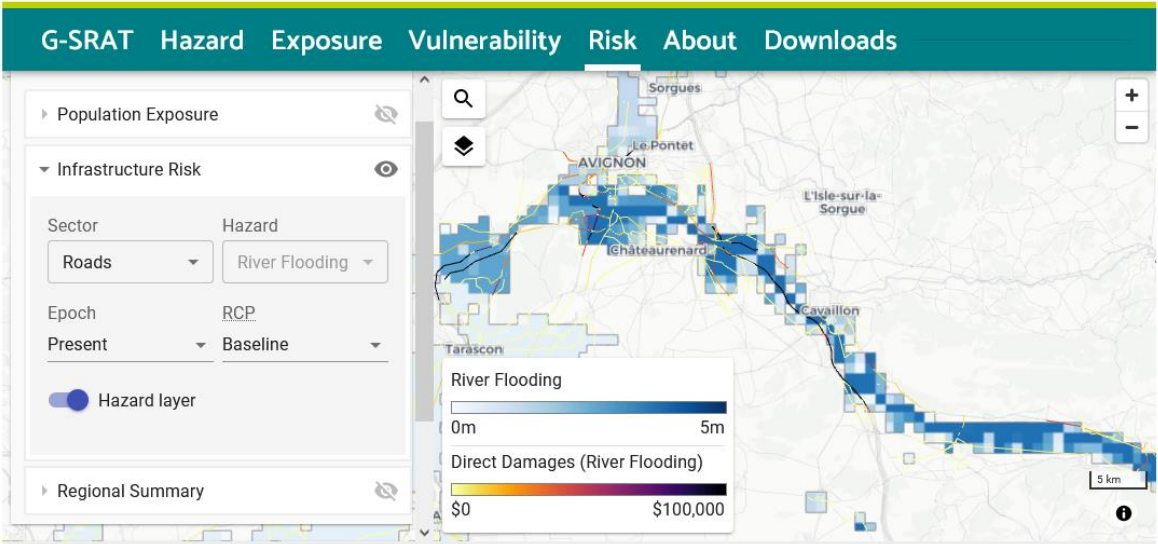 G-SRAT Hazard Exposure Vulnerability Risk About Downloads
Population Exposure
Infrastructure Risk
Sector Hazard
Roads River Flooding
Epoch RCP
Present Baseline
Hazard layer
Regional Summary
Sorgues
Le Pontet
AVIGNON
L'Isle-sur-la-
Sorgue
Châteaurenard
Cavaillon
Tarascon
River Flooding
0m 5m
Direct Damages (River Flooding)
$0 $100,000
5 km